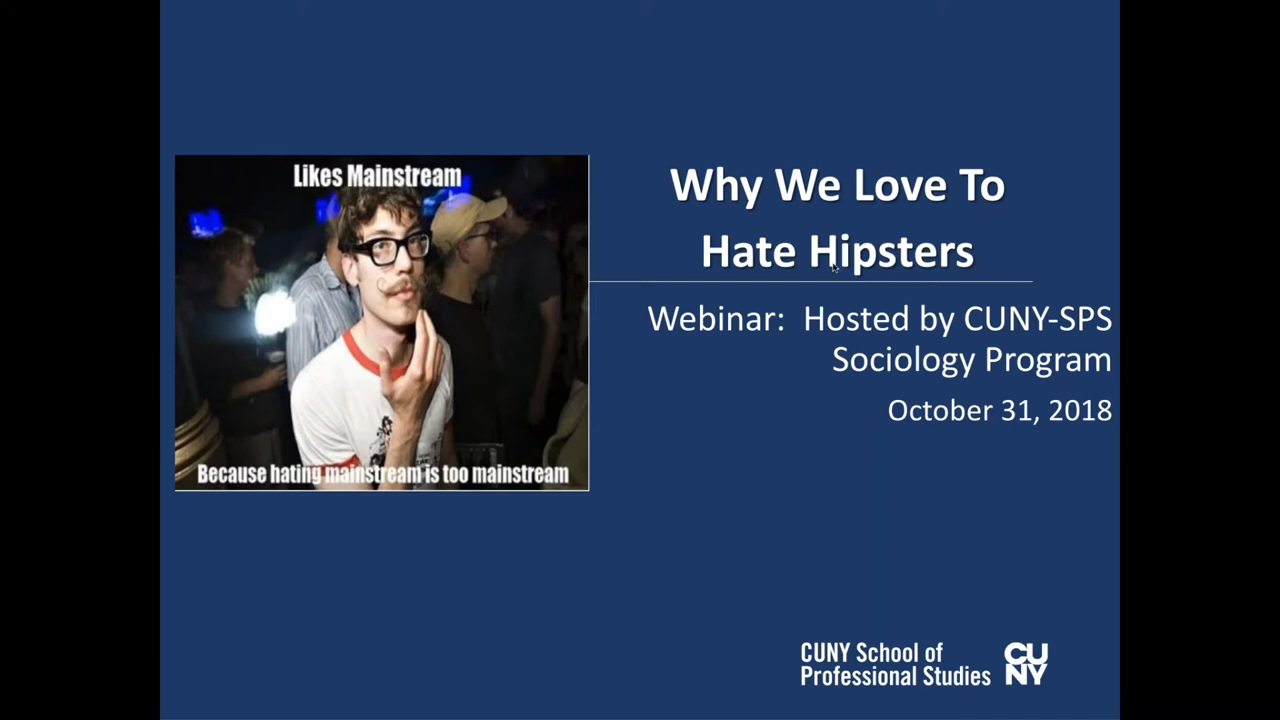 Likes Mainstream
Because hating mainstream is too mainstream
Why We Love To
Hate Hipsters
Webinar:  Hosted by CUNY-SPS
Sociology Program
October 31, 2018
CUNY School of
Professional Studies
CU
NY